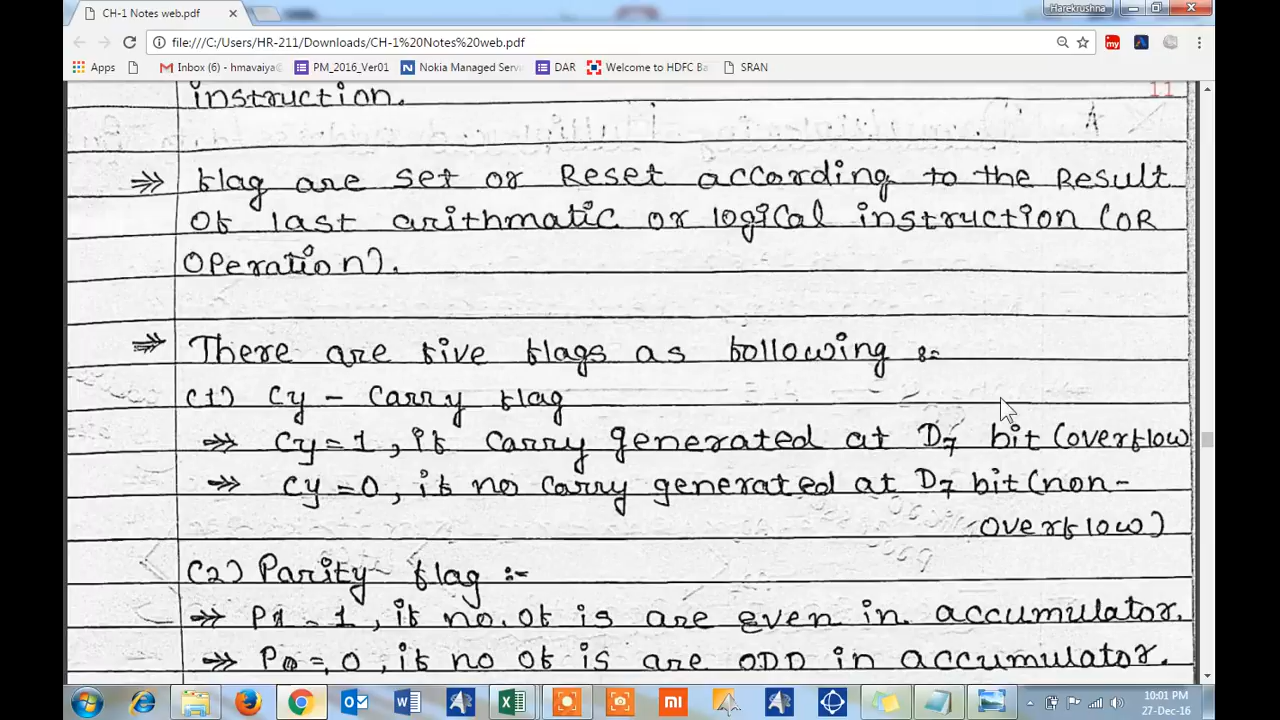 CH-1 Notes web.pdf
Harekrushna
file:///C:/Users/HR-211/Downloads/CH-1%20Notes%20web.pdf
Apps Inbox (6) - hmavaiya PM_2016_Ver01 Nokia Managed Servi DAR Welcome to HDFC Ba SRAN
instruction.
11
flag are set or Reset according to the Result
of last arithmatic or logical instruction (OR
operation).
There are five flags as following :-
(1) Cy - carry flag
Cy=1, if carry generated at D7 bit (overflow
Cy=0, if no carry generated at D7 bit (non-
overflow)
(2) Parity flag :-
= 1, if no. of 1s are even in accumulator.
= 0, if no of 1s are ODD in accumulator.
my
mi
10:01 PM
27-Dec-16